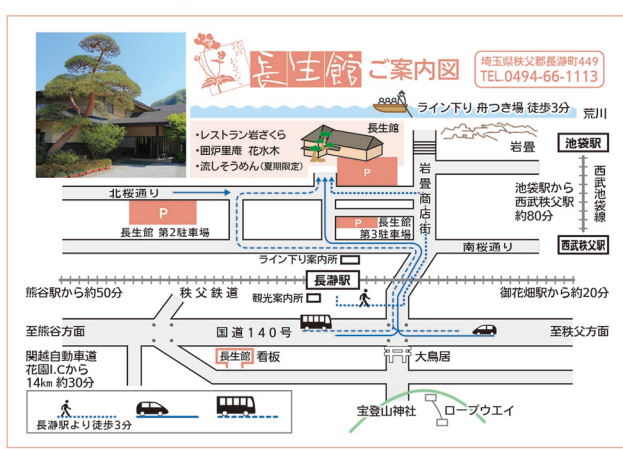 花のおもてなし
長生館 ご案内図
埼玉県秩父郡長瀞町449
TEL.0494-66-1113
ライン下り 舟つき場 徒歩3分
荒川
・レストラン岩ざくら
・囲炉里庵 花水木
・流しそうめん(夏期限定)
長生館
P
岩畳
岩畳商店街
池袋駅
西武池袋線
池袋駅から
西武秩父駅
約80分
西武秩父駅
北桜通り
P
長生館 第2駐車場
P 長生館
第3駐車場
南桜通り
ライン下り案内所
長瀞駅
熊谷駅から約50分
秩父鉄道
観光案内所
御花畑駅から約20分
至熊谷方面
国道140号
至秩父方面
関越自動車道
花園I.Cから
14km 約30分
長生館 看板
大鳥居
長瀞駅より徒歩3分
宝登山神社
ロープウエイ